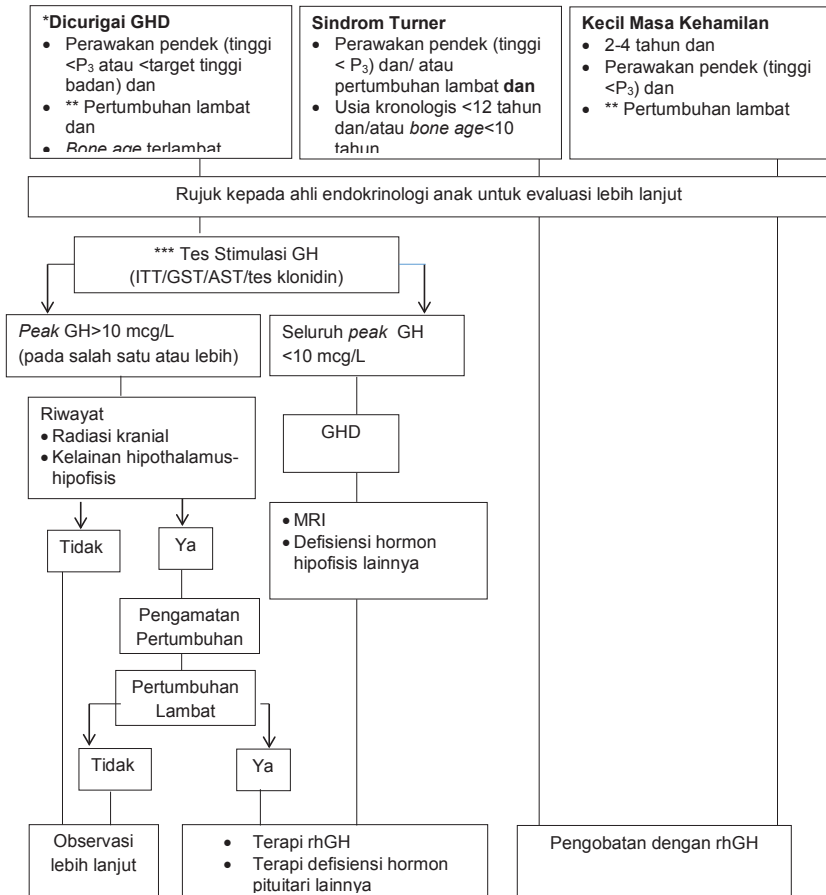 *Dicurigai GHD
• Perawakan pendek (tinggi
<P3 atau <target tinggi
badan) dan
• ** Pertumbuhan lambat
dan
• Bone age terlambat
Sindrom Turner
• Perawakan pendek (tinggi
< P3) dan/ atau
pertumbuhan lambat dan
• Usia kronologis <12 tahun
dan/atau bone age<10
tahun
Kecil Masa Kehamilan
• 2-4 tahun dan
• Perawakan pendek (tinggi
<P3) dan
• ** Pertumbuhan lambat
Rujuk kepada ahli endokrinologi anak untuk evaluasi lebih lanjut
*** Tes Stimulasi GH
(ITT/GST/AST/tes klonidin)
Peak GH>10 mcg/L
(pada salah satu atau lebih)
Seluruh peak GH
<10 mcg/L
Riwayat
• Radiasi kranial
• Kelainan hipothalamus-
hipofisis
GHD
• MRI
• Defisiensi hormon
hipofisis lainnya
Tidak
Ya
Pengamatan
Pertumbuhan
Pertumbuhan
Lambat
Tidak
Ya
Observasi
lebih lanjut
• Terapi rhGH
• Terapi defisiensi hormon
pituitari lainnya
Pengobatan dengan rhGH